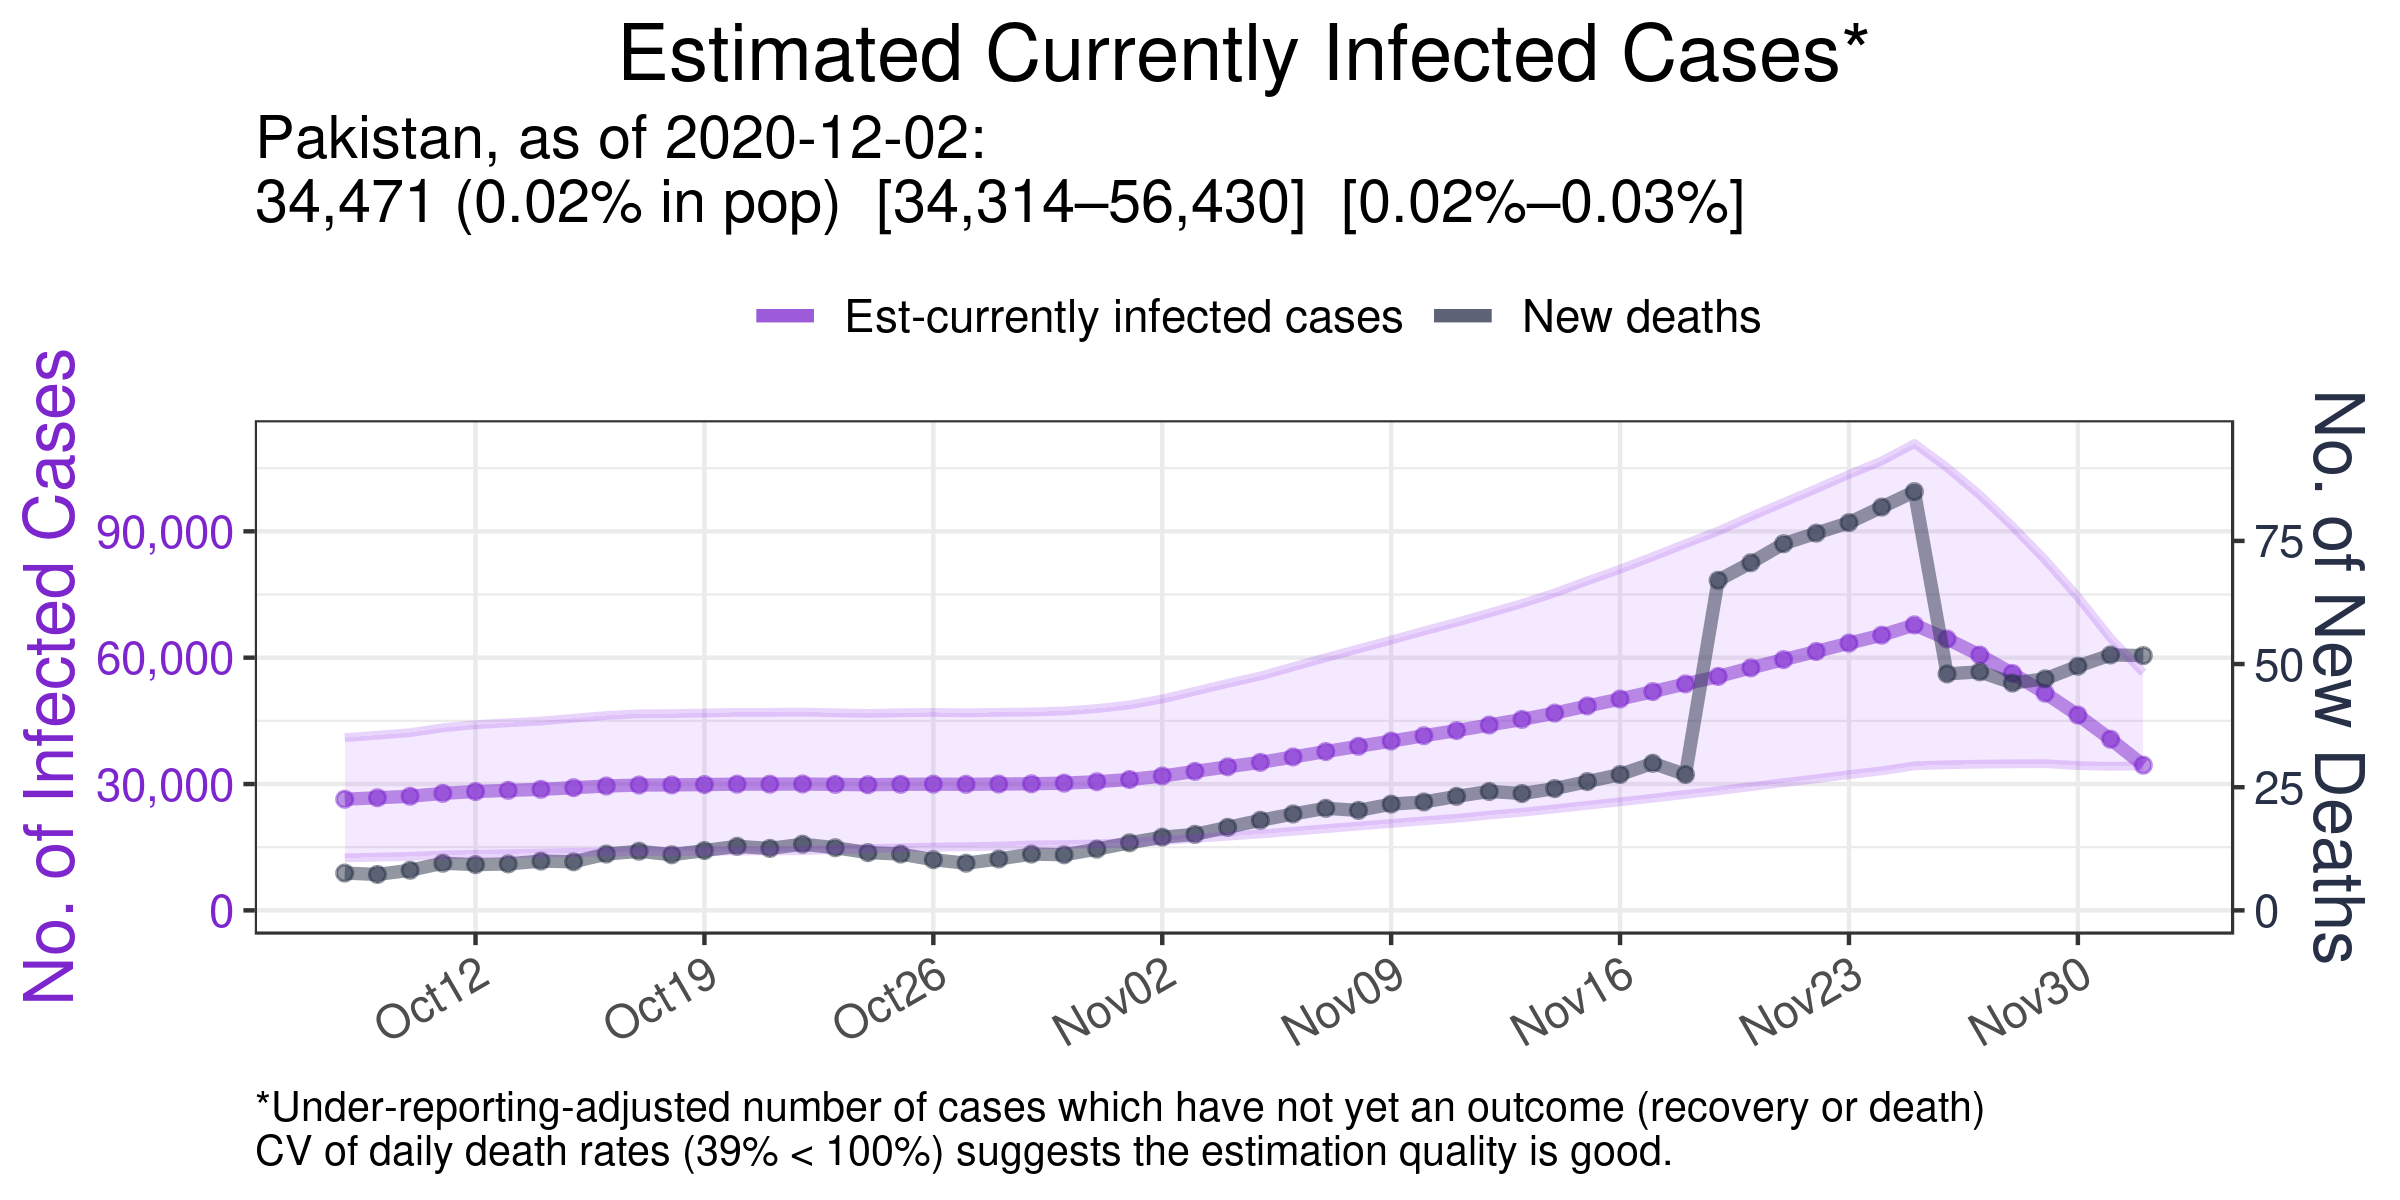 Estimated Currently Infected Cases*
Pakistan, as of 2020-12-02:
34,471 (0.02% in pop)  [34,314–56,430]  [0.02%–0.03%]
Est-currently infected cases
New deaths
No. of Infected Cases
90,000
60,000
30,000
0
No. of New Deaths
75
50
25
0
Oct12
Oct19
Oct26
Nov02
Nov09
Nov16
Nov23
Nov30
*Under-reporting-adjusted number of cases which have not yet an outcome (recovery or death)
CV of daily death rates (39% < 100%) suggests the estimation quality is good.